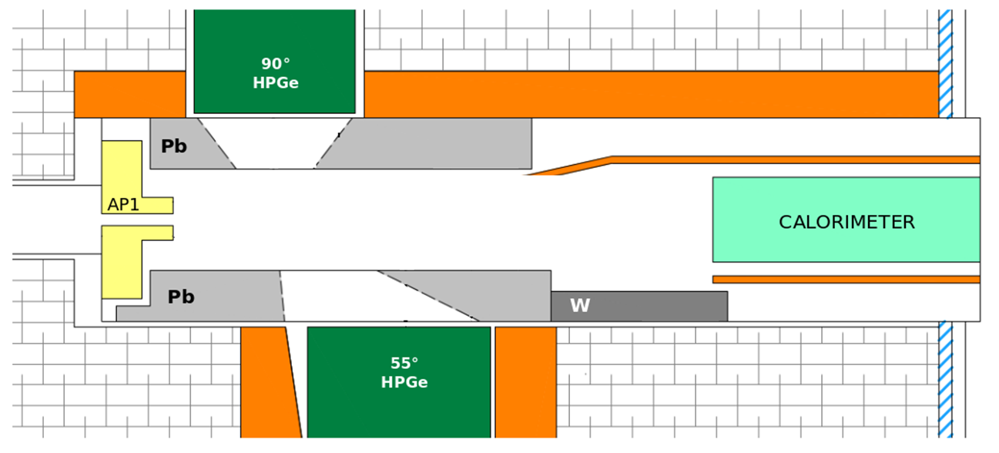 90°
HPGe
Pb
AP1
CALORIMETER
Pb
W
55°
HPGe